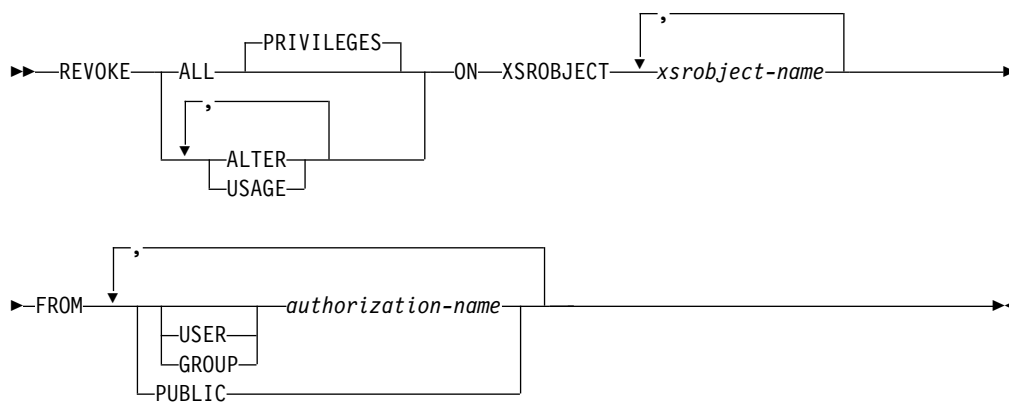 ,
PRIVILEGES
REVOKE ALL ON XSROBJECT xsrobject-name
,
ALTER
USAGE
,
FROM authorization-name
USER
GROUP
PUBLIC